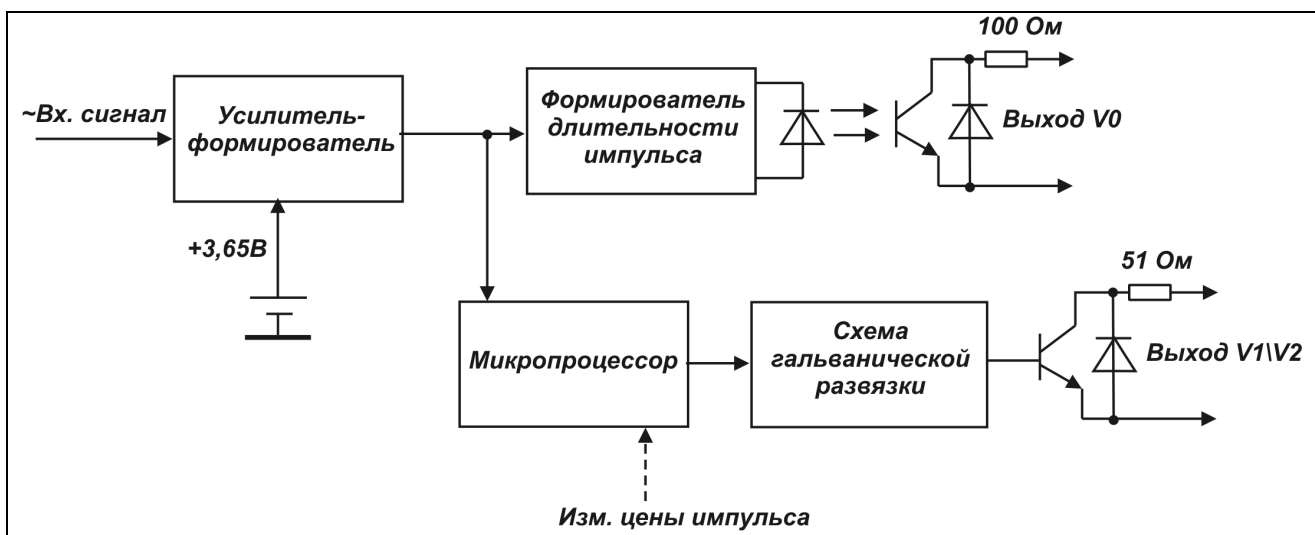 100 Ом
~Вх. сигнал
Усилитель-
формирователь
Формирователь
длительности
импульса
Выход V0
+3,65В
51 Ом
Микропроцессор
Схема
гальванической
развязки
Выход V1\V2
Изм. цены импульса